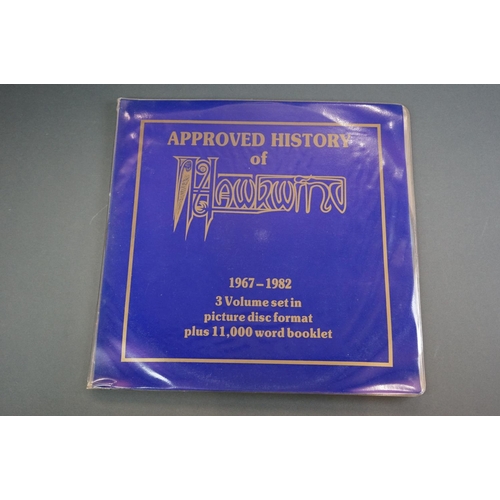 APPROVED HISTORY
of
Hawkwind
1967–1982
3 Volume set in
picture disc format
plus 11,000 word booklet